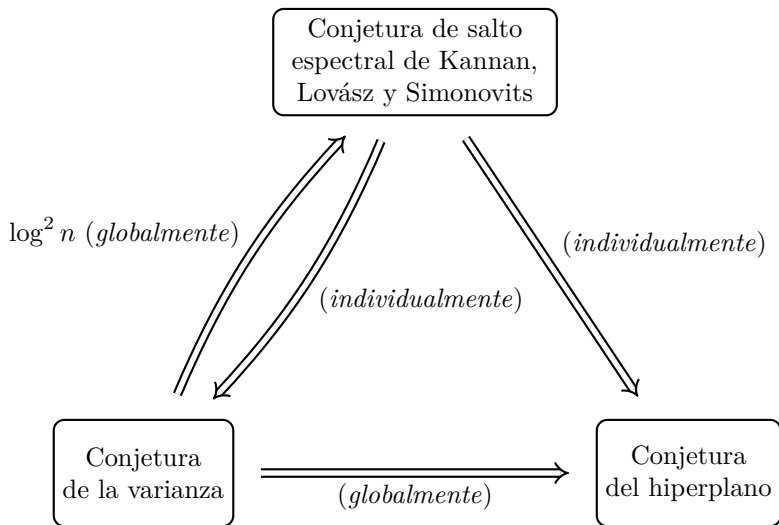 Conjetura de salto
espectral de Kannan,
Lovász y Simonovits
log² n (globalmente)
(individualmente)
(individualmente)
Conjetura
de la varianza
(globalmente)
Conjetura
del hiperplano